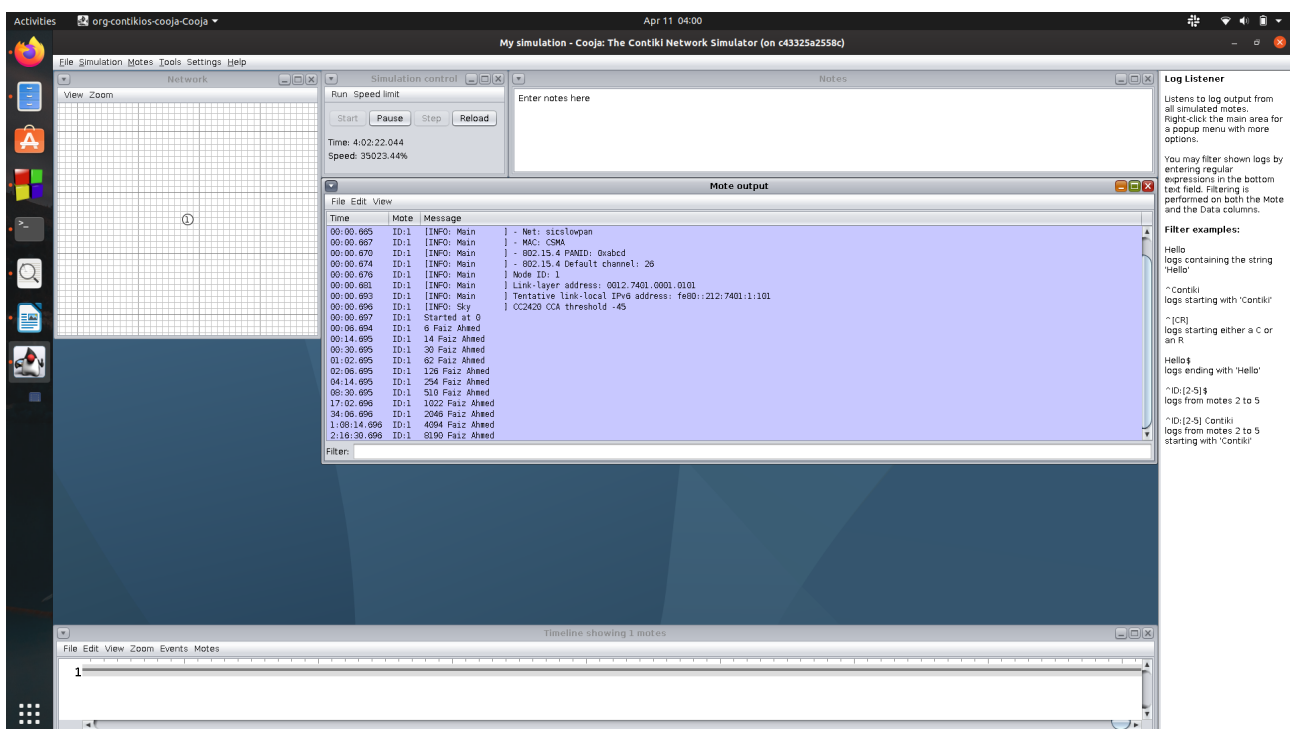 Activities org-contikios-cooja-Cooja Apr 11 04:00
My simulation - Cooja: The Contiki Network Simulator (on c43325a2558c)
File Simulation Motes Tools Settings Help
Network
View Zoom
1
Simulation control
Run Speed limit
Start Pause Step Reload
Time: 4:02:22.044
Speed: 35023.44%
Notes
Enter notes here
Mote output
File Edit View
Time Mote Message
00:00.665 ID:1 [INFO: Main ] - Net: sicslowpan
00:00.667 ID:1 [INFO: Main ] - MAC: CSMA
00:00.670 ID:1 [INFO: Main ] - 802.15.4 PANID: 0xabcd
00:00.674 ID:1 [INFO: Main ] - 802.15.4 Default channel: 26
00:00.676 ID:1 [INFO: Main ] Node ID: 1
00:00.681 ID:1 [INFO: Main ] Link-layer address: 0012.7401.0001.0101
00:00.693 ID:1 [INFO: Main ] Tentative link-local IPv6 address: fe80::212:7401:1:101
00:00.696 ID:1 [INFO: Sky ] CC2420 CCA threshold -45
00:00.697 ID:1 Started at 0
00:06.694 ID:1 6 Faiz Ahmed
00:14.695 ID:1 14 Faiz Ahmed
00:30.695 ID:1 30 Faiz Ahmed
01:02.695 ID:1 62 Faiz Ahmed
02:06.695 ID:1 126 Faiz Ahmed
04:14.695 ID:1 254 Faiz Ahmed
08:30.695 ID:1 510 Faiz Ahmed
17:02.696 ID:1 1022 Faiz Ahmed
34:06.696 ID:1 2046 Faiz Ahmed
1:08:14.696 ID:1 4094 Faiz Ahmed
2:16:30.696 ID:1 8190 Faiz Ahmed
Filter:
Log Listener
Listens to log output from
all simulated motes.
Right-click the main area for
a popup menu with more
options.
You may filter shown logs by
entering regular
expressions in the bottom
text field. Filtering is
performed on both the Mote
and the Data columns.
Filter examples:
Hello
logs containing the string
'Hello'
^Contiki
logs starting with 'Contiki'
^[CR]
logs starting either a C or
an R
Hello$
logs ending with 'Hello'
^ID:[2-5]$
logs from motes 2 to 5
^ID:[2-5] Contiki
logs from motes 2 to 5
starting with 'Contiki'
Timeline showing 1 motes
File Edit View Zoom Events Motes
1